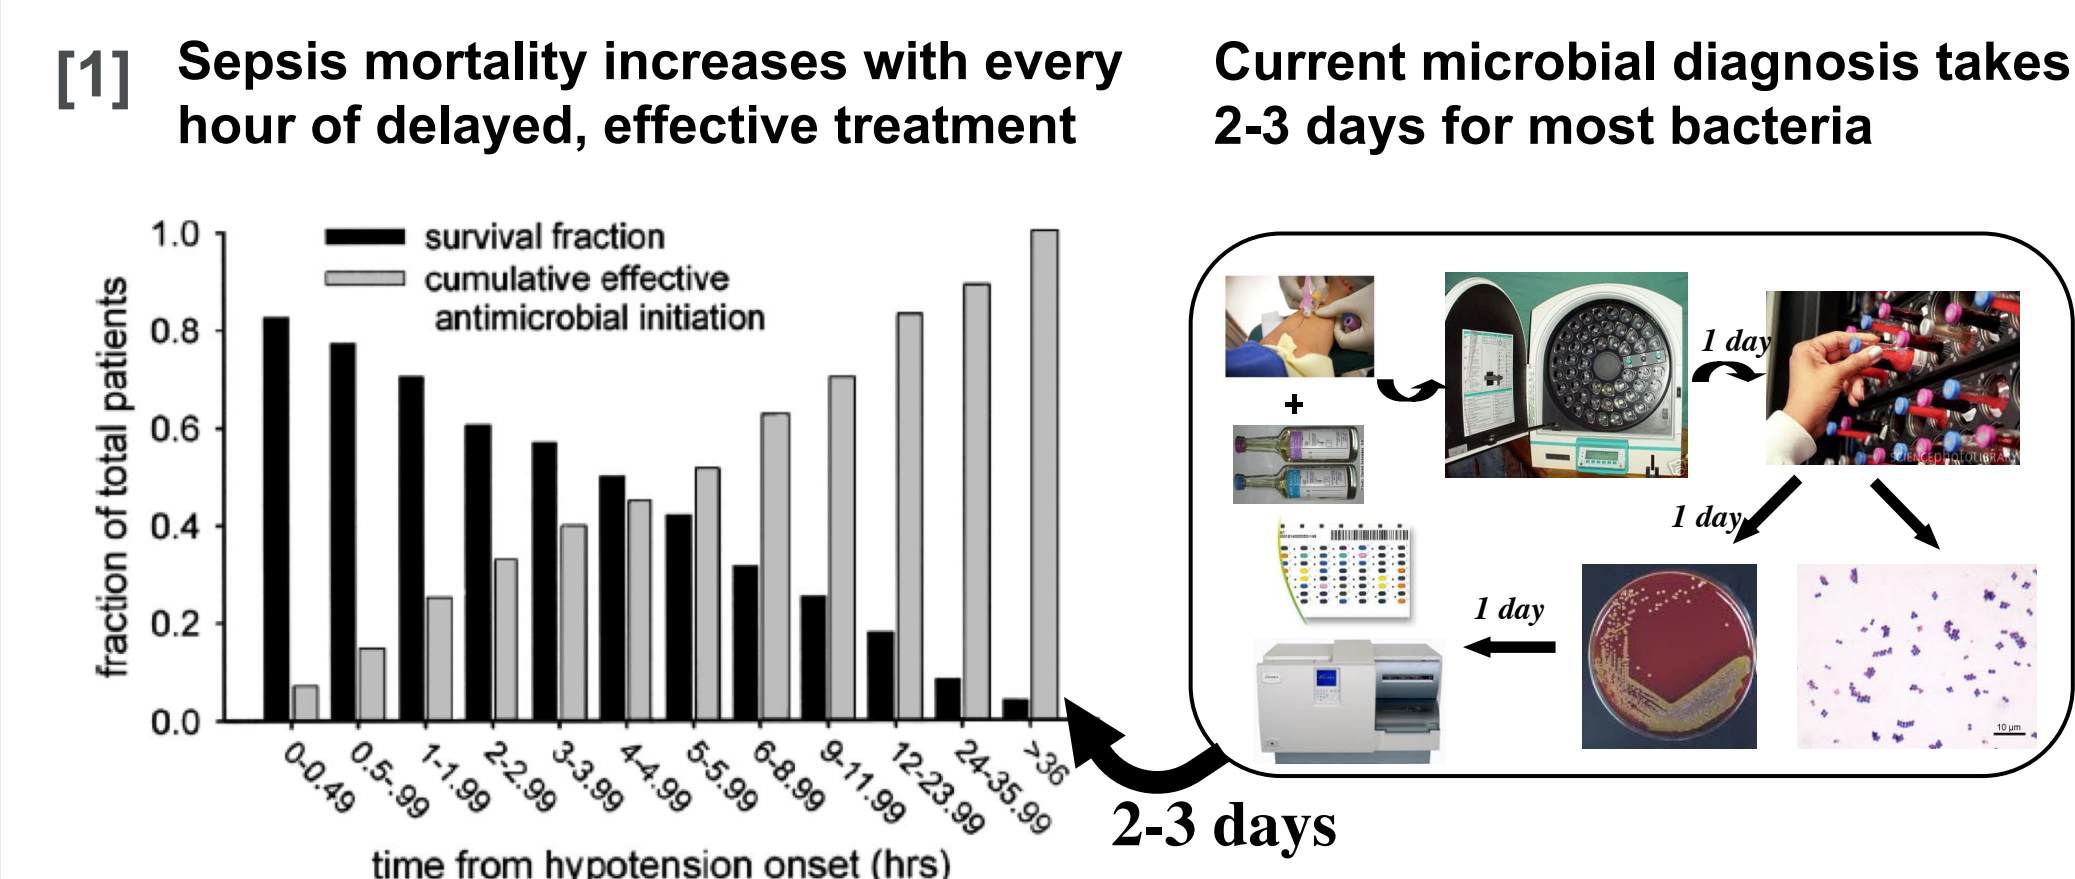 [1]
Sepsis mortality increases with every
hour of delayed, effective treatment
Current microbial diagnosis takes
2-3 days for most bacteria
survival fraction
cumulative effective
antimicrobial initiation
fraction of total patients
1.0
0.8
0.6
0.4
0.2
0.0
0-0.49
0.5-.99
1-1.99
2-2.99
3-3.99
4-4.99
5-5.99
6-8.99
9-11.99
12-23.99
24-35.99
>36
time from hypotension onset (hrs)
+
1 day
SCIENCEphotoLIBRARY
1 day
1 day
10 µm
2-3 days